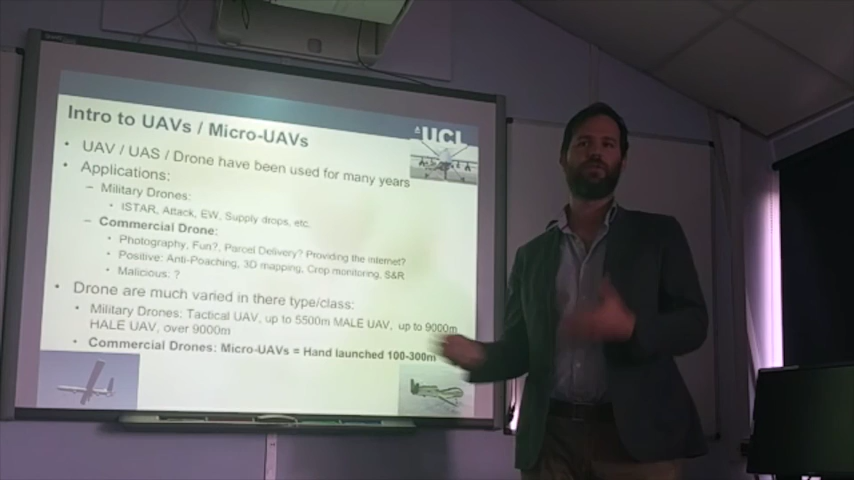 Intro to UAVs / Micro-UAVs
UCL
• UAV / UAS / Drone have been used for many years
• Applications:
– Military Drones:
• ISTAR, Attack, EW, Supply drops, etc.
– Commercial Drone:
• Photography, Fun?, Parcel Delivery? Providing the internet?
• Positive: Anti-Poaching, 3D mapping, Crop monitoring, S&R
• Malicious: ?
• Drone are much varied in there type/class:
• Military Drones: Tactical UAV, up to 5500m MALE UAV, up to 9000m
HALE UAV, over 9000m
• Commercial Drones: Micro-UAVs = Hand launched 100-300m